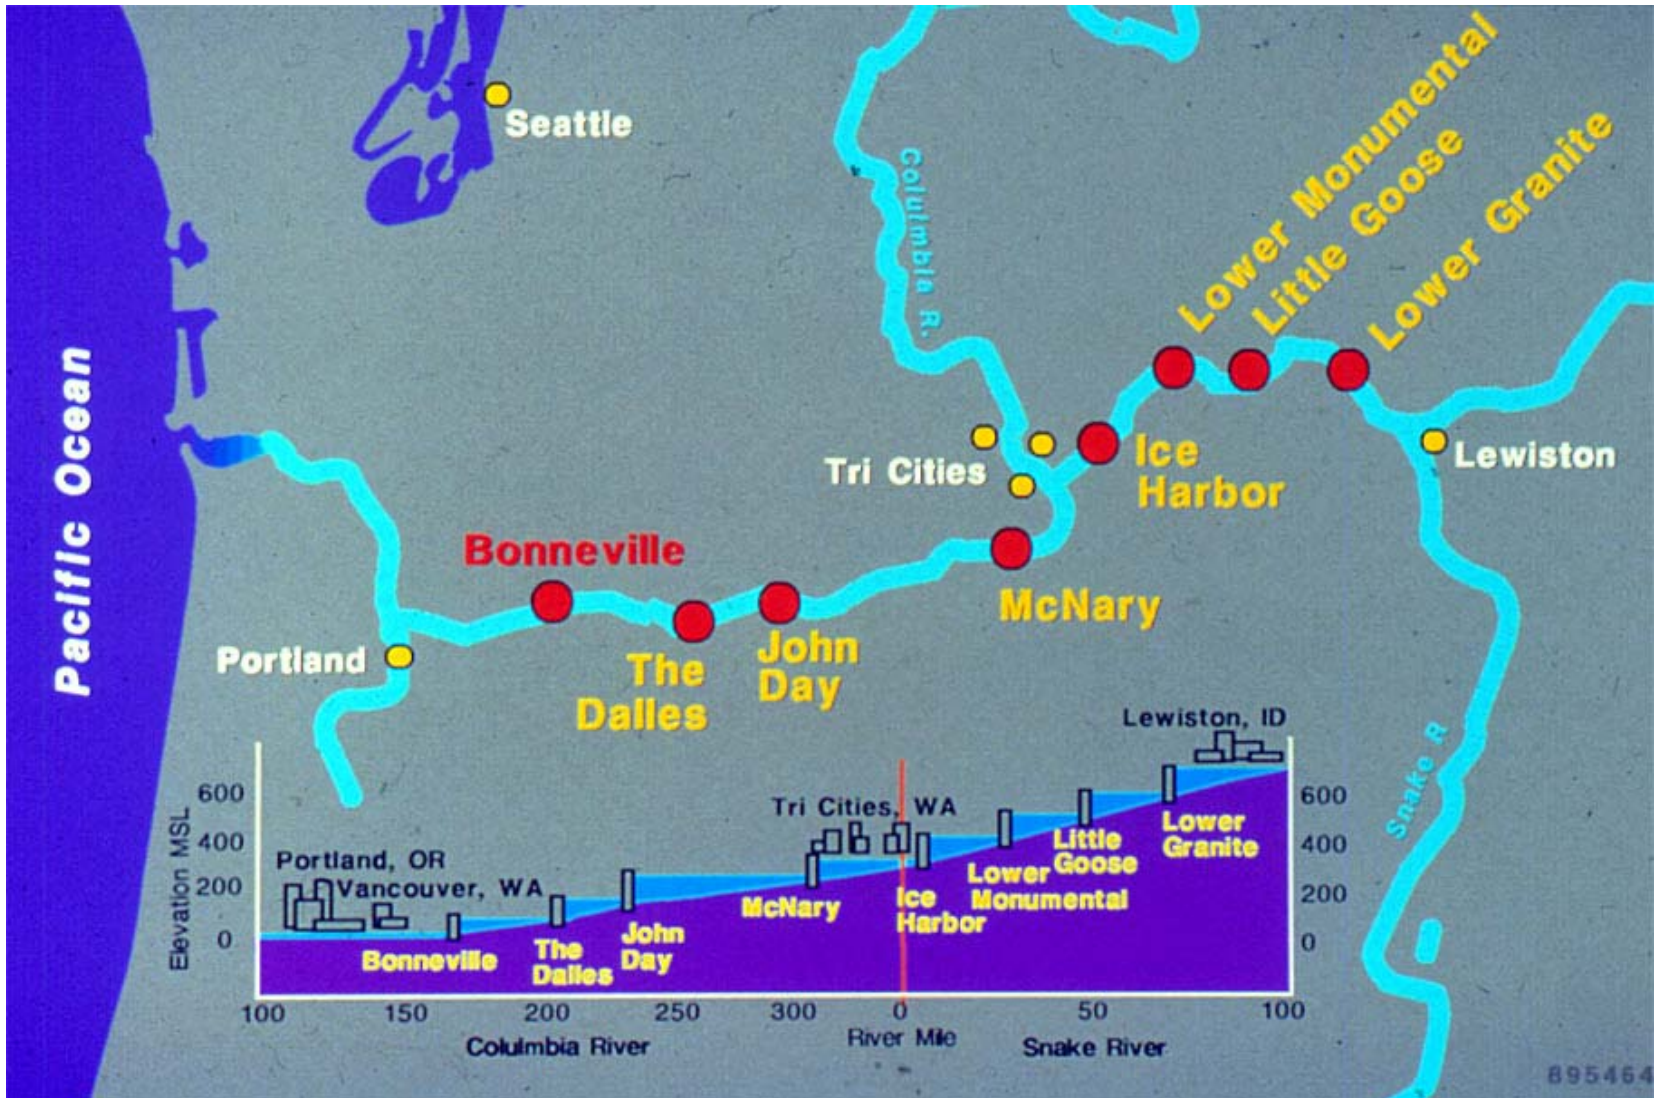 Seattle
Columbia R.
Lower Monumental
Little Goose
Lower Granite
Pacific Ocean
Tri Cities
Ice
Harbor
Lewiston
Bonneville
McNary
Portland
The
Dalles
John
Day
Snake R
Lewiston, ID
600
400
200
0
Elevation MSL
Portland, OR
Vancouver, WA
Tri Cities, WA
Bonneville
The
Dalles
John
Day
McNary
Ice
Harbor
Lower
Monumental
Little
Goose
Lower
Granite
600
400
200
0
100 150 200 250 300 0 50 100
Columbia River
River Mile
Snake River
895464